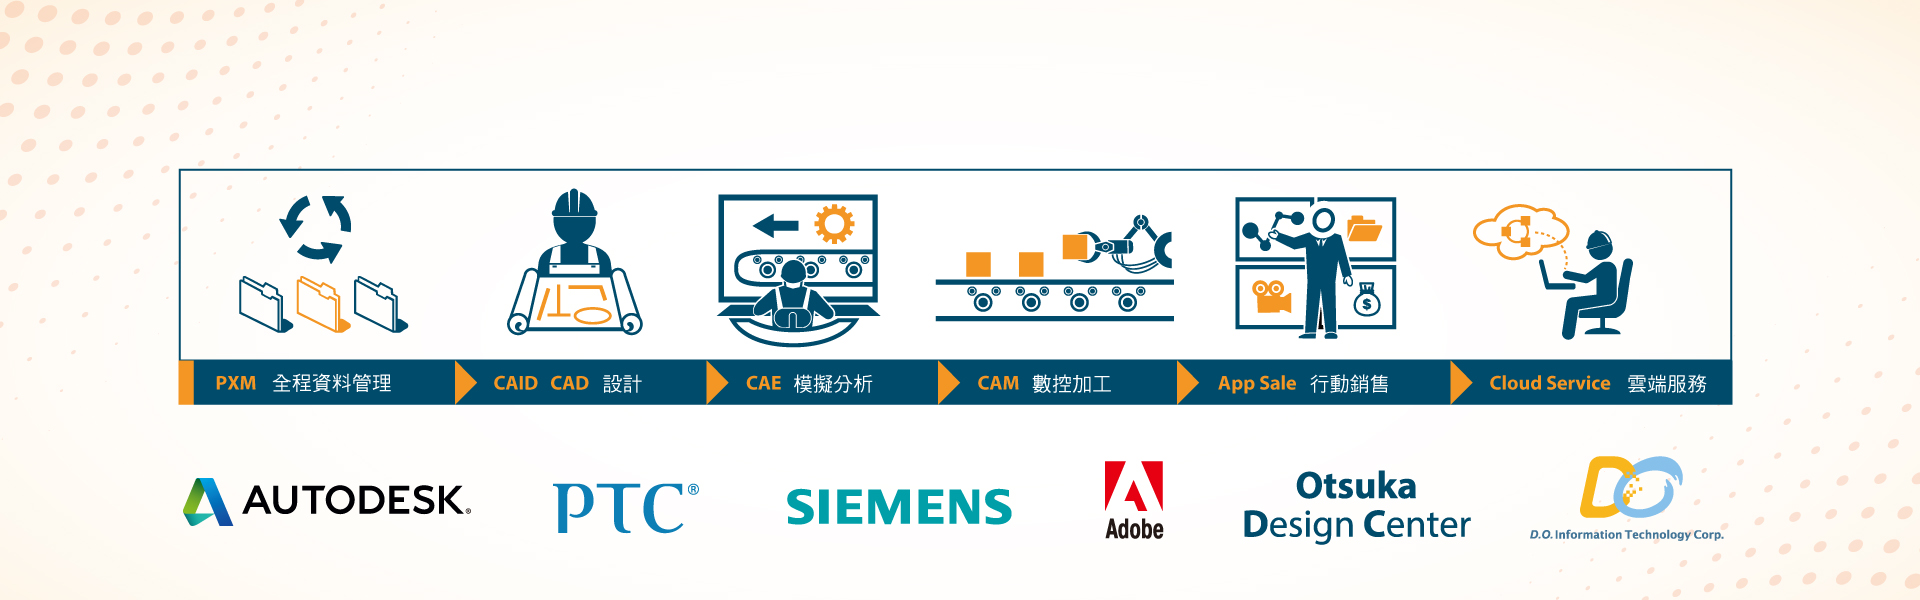 PXM 全程資料管理
CAID CAD 設計
CAE 模擬分析
CAM 數控加工
App Sale 行動銷售
Cloud Service 雲端服務
$
AUTODESK®
PTC®
SIEMENS
Adobe
Otsuka
Design Center
DO
D.O. Information Technology Corp.